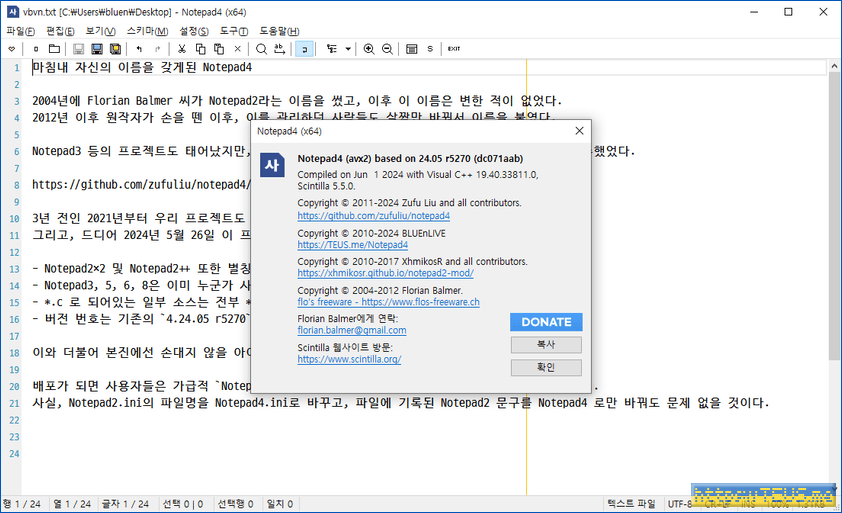 vbvn.txt [C:₩Users₩bluen₩Desktop] - Notepad4 (x64)
파일(F) 편집(E) 보기(V) 스키마(M) 설정(S) 도구(T) 도움말(H)
EXIT
1 마침내 자신의 이름을 갖게된 Notepad4
2
3 2004년에 Florian Balmer 씨가 Notepad2라는 이름을 썼고, 이후 이 이름은 변한 적이 없었다.
4 2012년 이후 원작자가 손을 뗀 이후, 이를 관리하던 사람들도 살짝만 바꿔서 이름을 붙였다.
5
6 Notepad3 등의 프로젝트도 태어났지만,
7
8 https://github.com/zufuliu/notepad4/
9
10 3년 전인 2021년부터 우리 프로젝트도
11 그리고, 드디어 2024년 5월 26일 이 프
12
13 - Notepad2×2 및 Notepad2++ 또한 별칭
14 - Notepad3, 5, 6, 8은 이미 누군가 사
15 - *.C 로 되어있는 일부 소스는 전부 *
16 - 버전 번호는 기존의 `4.24.05 r5270`
17
18 이와 더불어 본진에선 손대지 않을 아이
19
20 배포가 되면 사용자들은 가급적 `Notep
21 사실, Notepad2.ini의 파일명을 Notepad4.ini로 바꾸고, 파일에 기록된 Notepad2 문구를 Notepad4 로만 바꿔도 문제 없을 것이다.
22
23
24
Notepad4 (x64)
사
Notepad4 (avx2) based on 24.05 r5270 (dc071aab)
Compiled on Jun 1 2024 with Visual C++ 19.40.33811.0,
Scintilla 5.5.0.
Copyright © 2011-2024 Zufu Liu and all contributors.
https://github.com/zufuliu/notepad4
Copyright © 2010-2024 BLUEnLIVE
https://TEUS.me/Notepad4
Copyright © 2010-2017 XhmikosR and all contributors.
https://xhmikosr.github.io/notepad2-mod/
Copyright © 2004-2012 Florian Balmer.
flo's freeware - https://www.flos-freeware.ch
Florian Balmer에게 연락:
florian.balmer@gmail.com
Scintilla 웹사이트 방문:
https://www.scintilla.org/
DONATE
복사
확인
행 1 / 24 열 1 / 24 글자 1 / 24 선택 0 | 0 선택행 0 일치 0 텍스트 파일 UTF-8